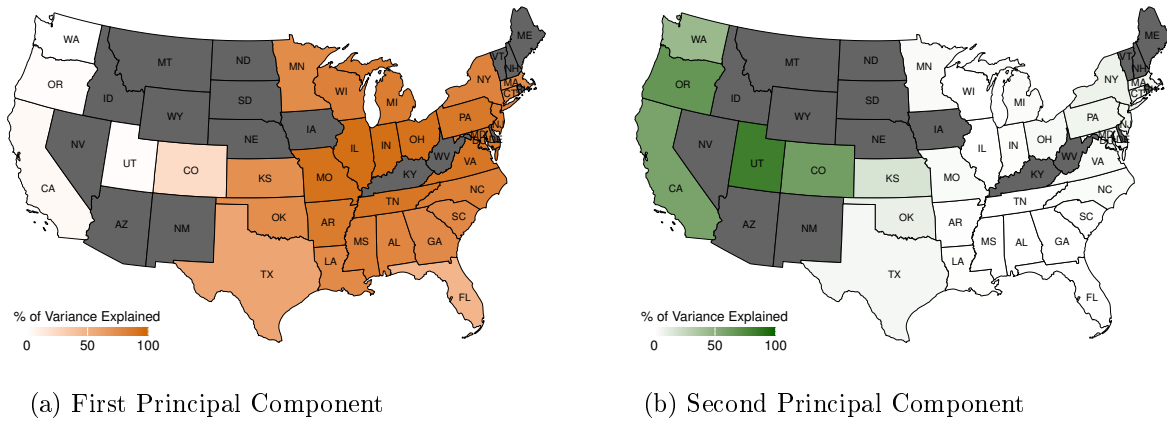 WA
OR
CA
ID
NV
MT
WY
UT
CO
AZ
NM
ND
SD
NE
KS
OK
TX
MN
IA
MO
AR
LA
WI
IL
MI
IN
OH
KY
TN
MS
AL
GA
FL
SC
NC
VA
WV
PA
NY
VT
NH
ME
MA
CT
% of Variance Explained
0 50 100
(a) First Principal Component
WA
OR
CA
ID
NV
MT
WY
UT
CO
AZ
NM
ND
SD
NE
KS
OK
TX
MN
IA
MO
AR
LA
WI
IL
MI
IN
OH
KY
TN
MS
AL
GA
FL
SC
NC
VA
WV
PA
NY
VT
NH
ME
MA
CT
% of Variance Explained
0 50 100
(b) Second Principal Component